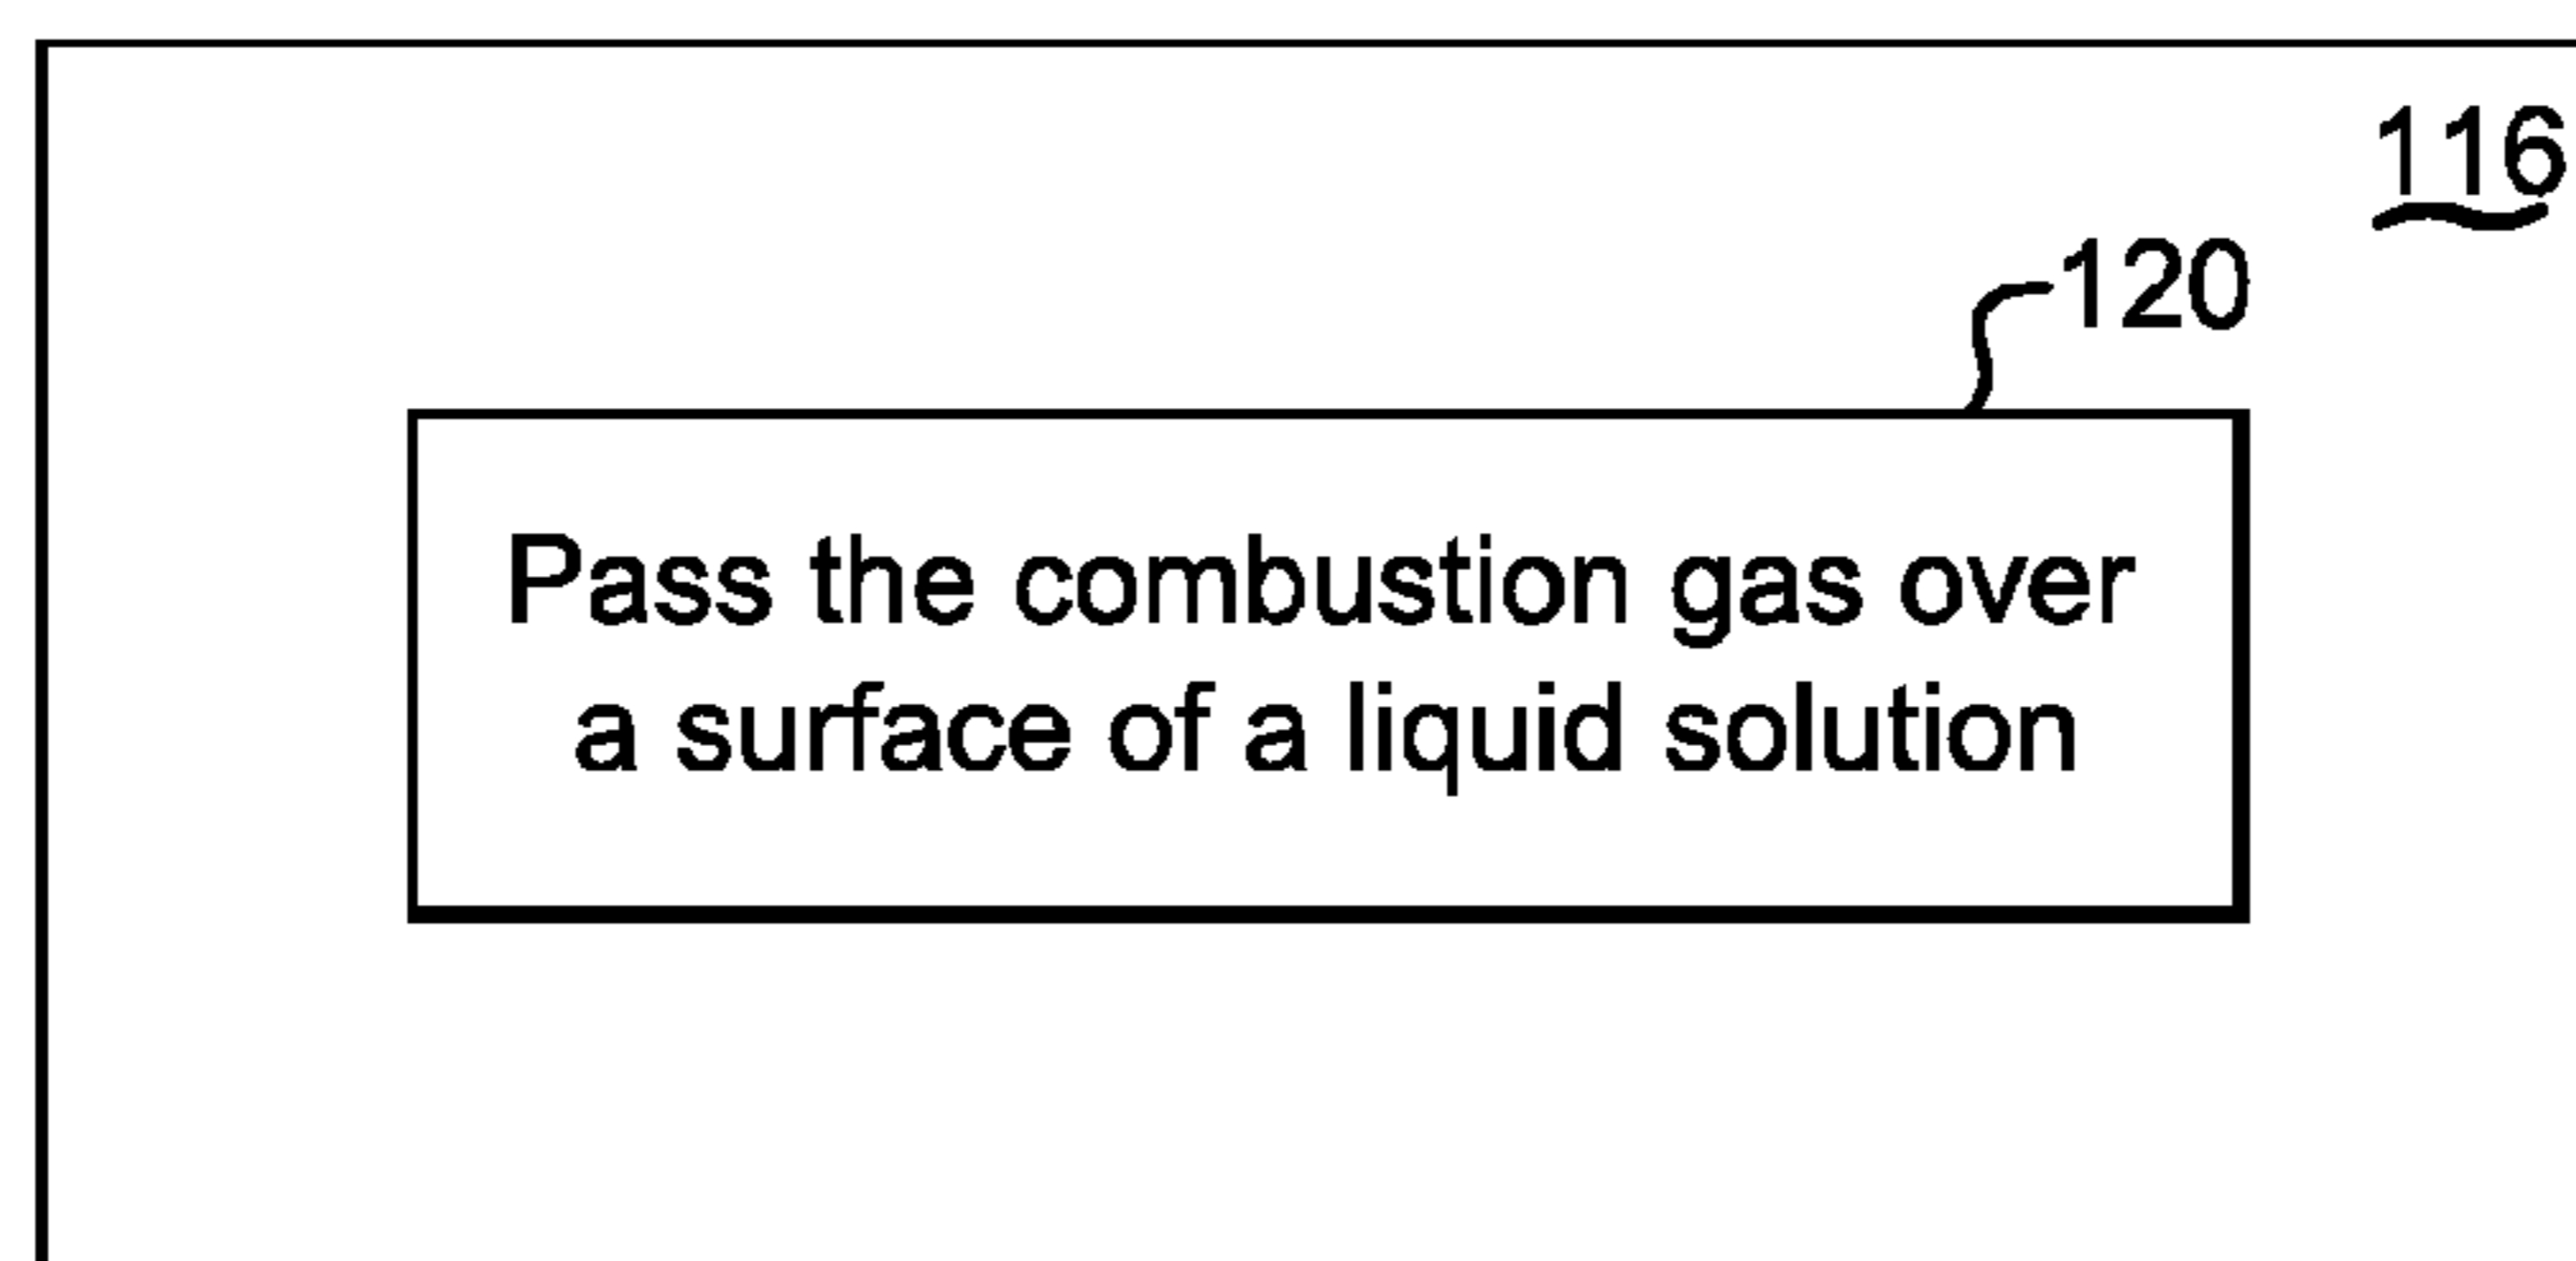 116
120
Pass the combustion gas over
a surface of a liquid solution